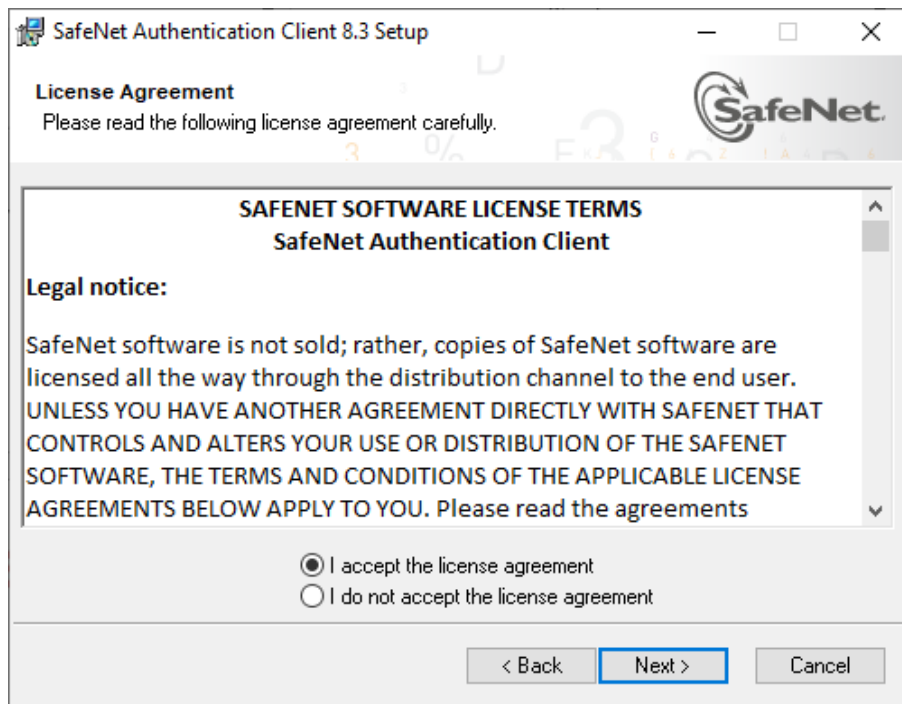 SafeNet Authentication Client 8.3 Setup
License Agreement
Please read the following license agreement carefully.
SafeNet.
SAFENET SOFTWARE LICENSE TERMS
SafeNet Authentication Client
Legal notice:
SafeNet software is not sold; rather, copies of SafeNet software are
licensed all the way through the distribution channel to the end user.
UNLESS YOU HAVE ANOTHER AGREEMENT DIRECTLY WITH SAFENET THAT
CONTROLS AND ALTERS YOUR USE OR DISTRIBUTION OF THE SAFENET
SOFTWARE, THE TERMS AND CONDITIONS OF THE APPLICABLE LICENSE
AGREEMENTS BELOW APPLY TO YOU. Please read the agreements
I accept the license agreement
I do not accept the license agreement
< Back
Next >
Cancel